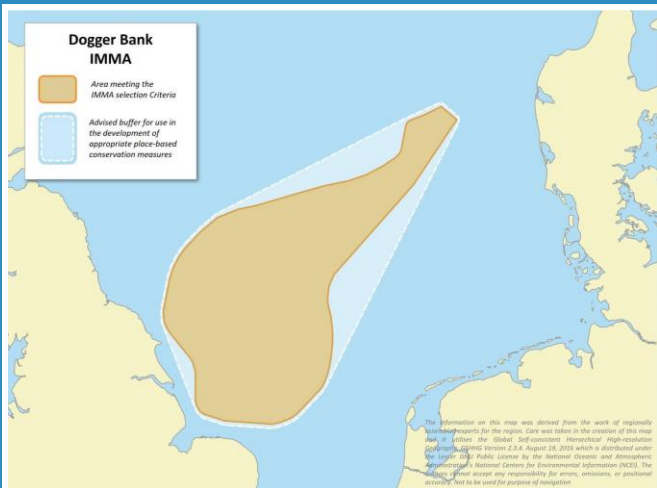 Dogger Bank
IMMA
Area meeting the
IMMA selection Criteria
Advised buffer for use in
the development of
appropriate place-based
conservation measures
The information on this map was derived from the work of regionally
assembled experts for the region. Care was taken in the creation of this map
and it utilises the Global Self-consistent Hierarchical High-resolution
Geography, GSHHG Version 2.3.4. August 19, 2016 which is distributed under
the Lesser GNU Public License by the National Oceanic and Atmospheric
Administration's National Centers for Environmental Information (NCEI). The
authors cannot accept any responsibility for errors, omissions, or positional
accuracy. Not to be used for purpose of navigation